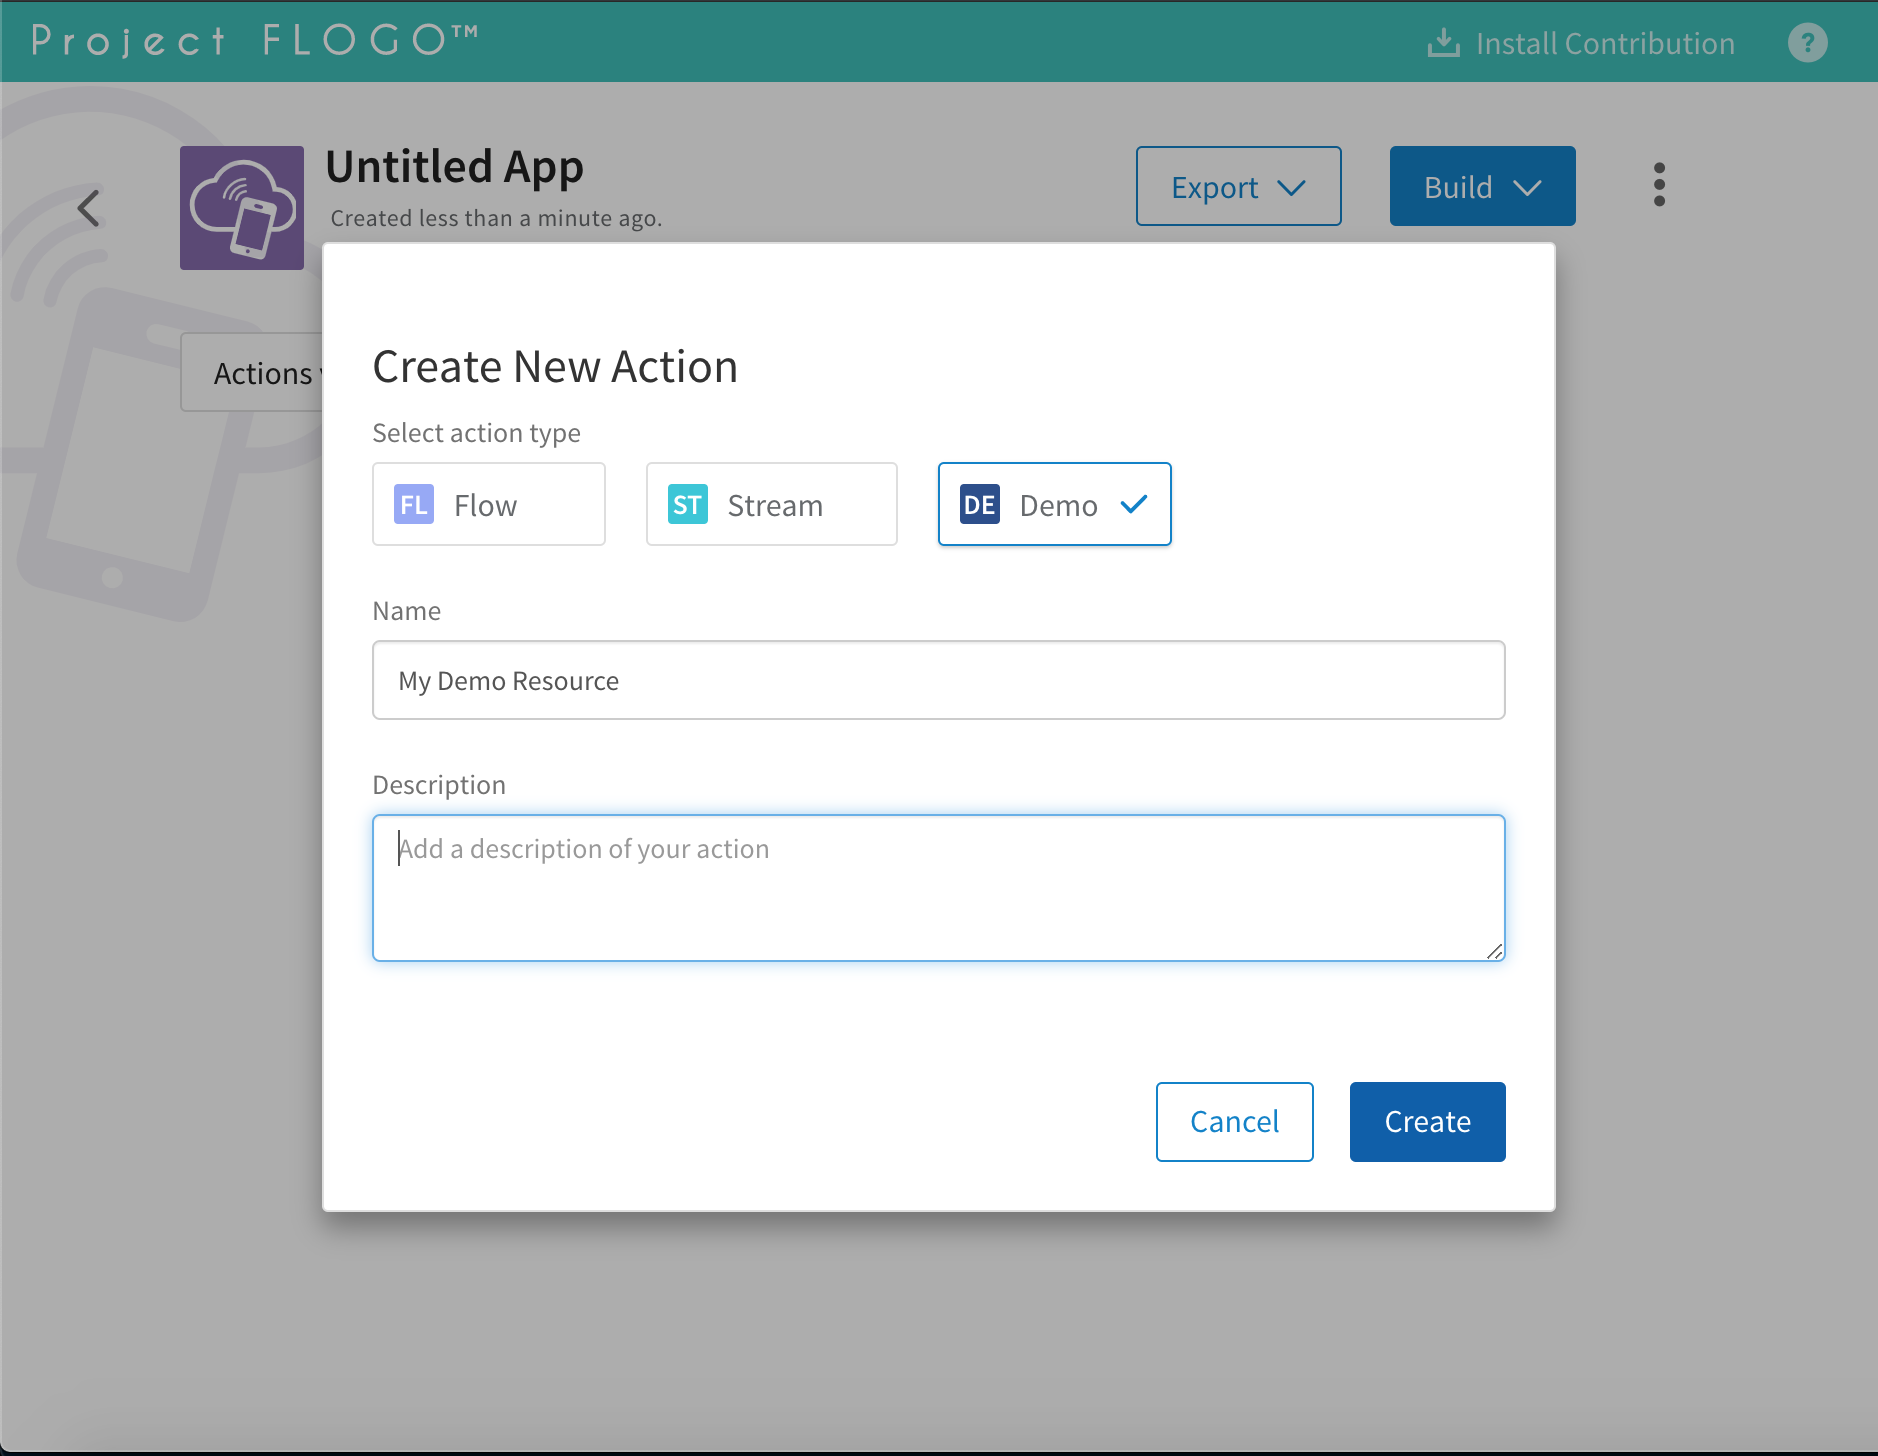 Project FLOGO™
Install Contribution
?
Untitled App
Created less than a minute ago.
Export
Build
Actions
Create New Action
Select action type
FL Flow
ST Stream
DE Demo
Name
My Demo Resource
Description
Add a description of your action
Cancel
Create